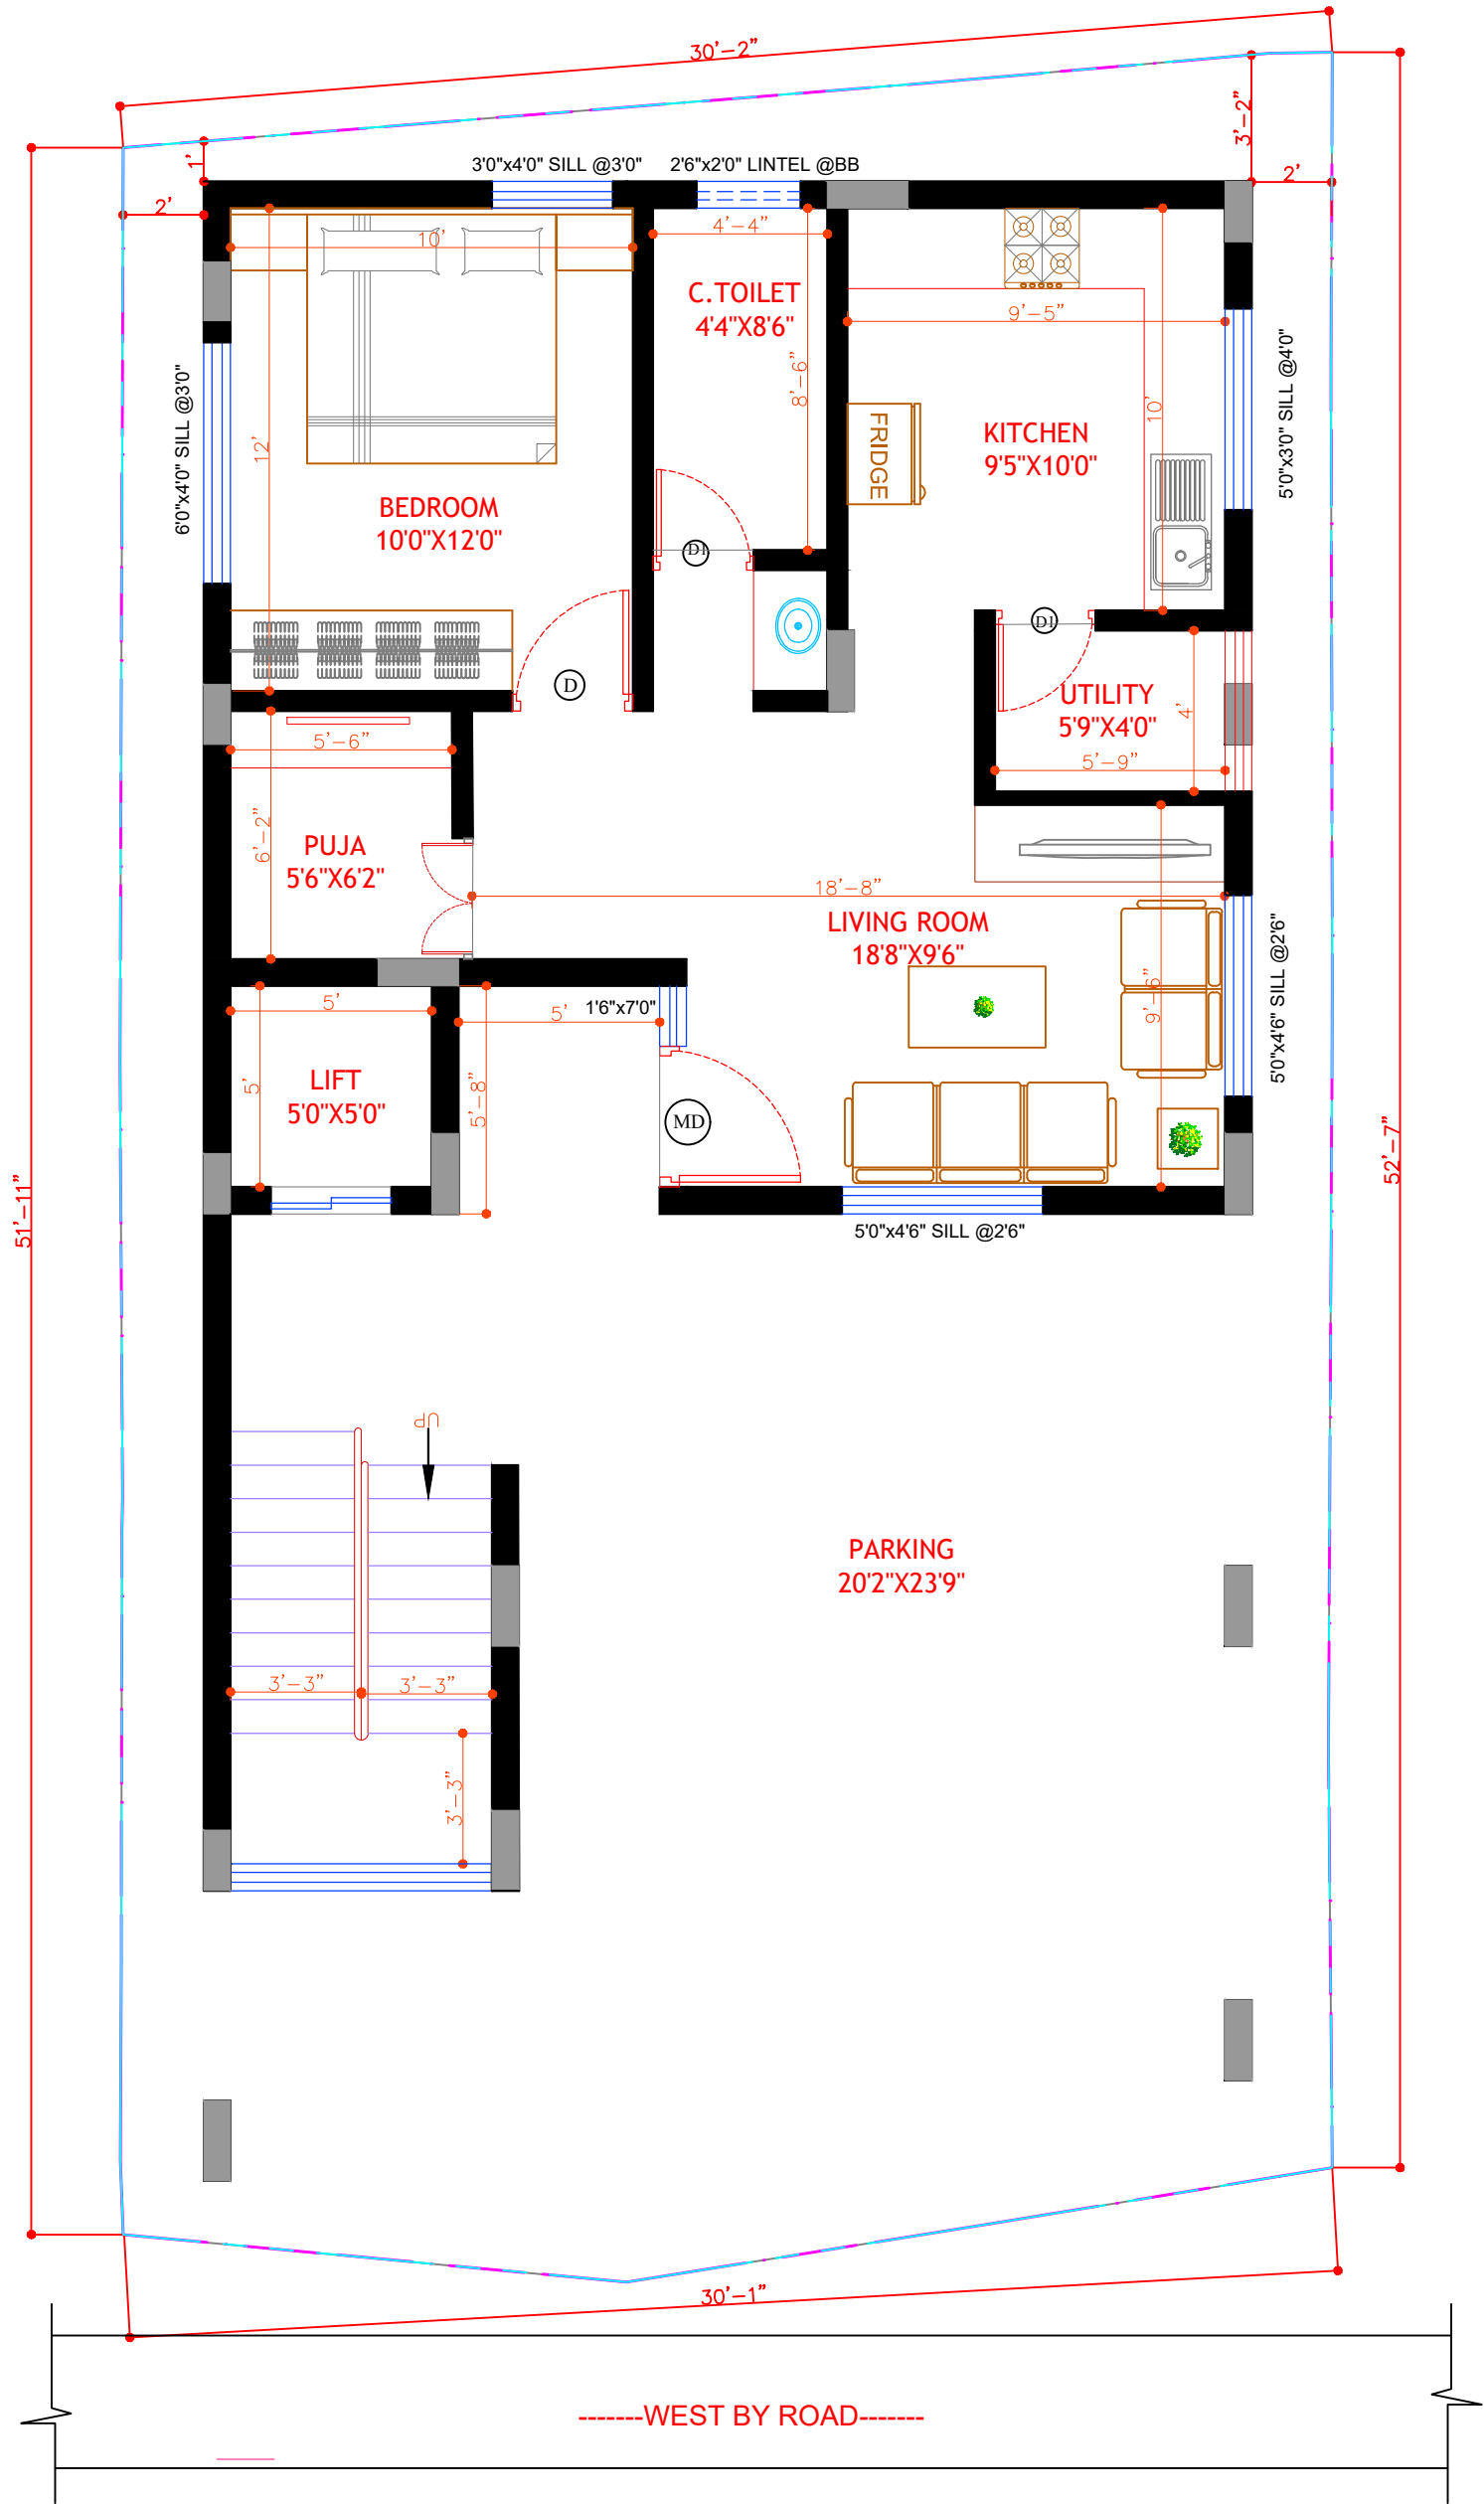 30'-2"
3'-2"
1'
3'0"x4'0" SILL @3'0"
2'6"x2'0" LINTEL @BB
2'
2'
10'
4'-4"
C.TOILET
4'4"X8'6"
9'-5"
8'-6"
10'
6'0"x4'0" SILL @3'0"
5'0"x3'0" SILL @4'0"
12'
FRIDGE
KITCHEN
9'5"X10'0"
BEDROOM
10'0"X12'0"
D1
D1
D
UTILITY
5'9"X4'0"
4'
5'-6"
5'-9"
6'-2"
PUJA
5'6"X6'2"
18'-8"
LIVING ROOM
18'8"X9'6"
5'0"x4'6" SILL @2'6"
9'-6"
5'
5'
1'6"x7'0"
LIFT
5'0"X5'0"
5'
5'-8"
MD
51'-11"
52'-7"
5'0"x4'6" SILL @2'6"
UP
PARKING
20'2"X23'9"
3'-3"
3'-3"
3'-3"
30'-1"
-------WEST BY ROAD-------